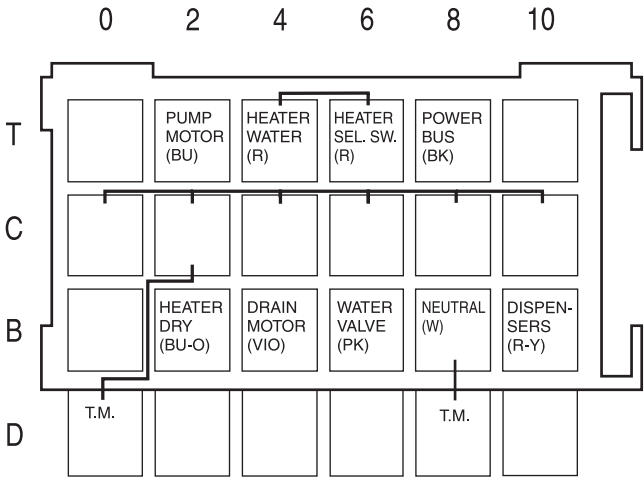 0 2 4 6 8 10
T
PUMP
MOTOR
(BU)
HEATER
WATER
(R)
HEATER
SEL. SW.
(R)
POWER
BUS
(BK)
C
B
HEATER
DRY
(BU-O)
DRAIN
MOTOR
(VIO)
WATER
VALVE
(PK)
NEUTRAL
(W)
DISPEN-
SERS
(R-Y)
D
T.M.
T.M.